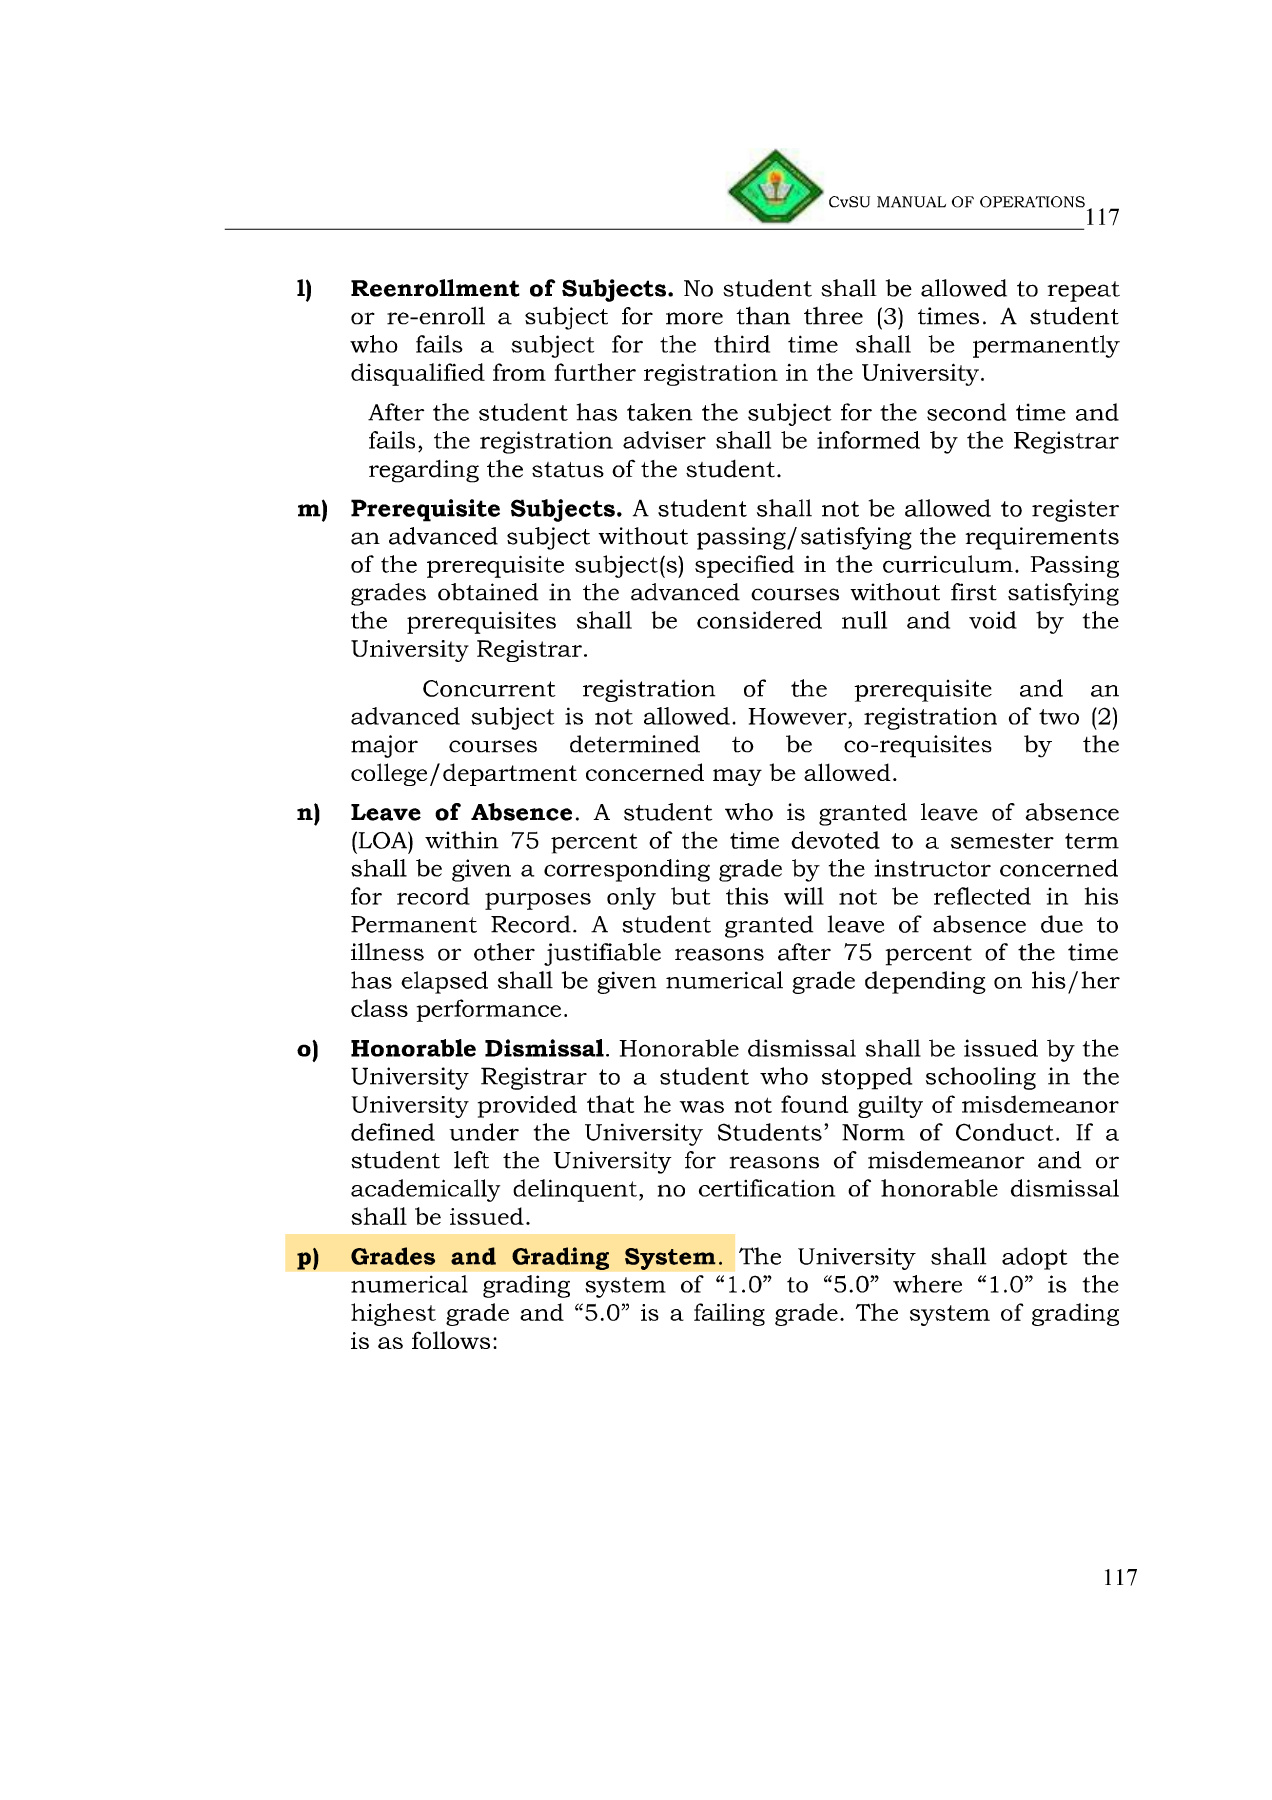 CvSU MANUAL OF OPERATIONS
117
l) Reenrollment of Subjects. No student shall be allowed to repeat
or re-enroll a subject for more than three (3) times. A student
who fails a subject for the third time shall be permanently
disqualified from further registration in the University.
After the student has taken the subject for the second time and
fails, the registration adviser shall be informed by the Registrar
regarding the status of the student.
m) Prerequisite Subjects. A student shall not be allowed to register
an advanced subject without passing/satisfying the requirements
of the prerequisite subject(s) specified in the curriculum. Passing
grades obtained in the advanced courses without first satisfying
the prerequisites shall be considered null and void by the
University Registrar.
Concurrent registration of the prerequisite and an
advanced subject is not allowed. However, registration of two (2)
major courses determined to be co-requisites by the
college/department concerned may be allowed.
n) Leave of Absence. A student who is granted leave of absence
(LOA) within 75 percent of the time devoted to a semester term
shall be given a corresponding grade by the instructor concerned
for record purposes only but this will not be reflected in his
Permanent Record. A student granted leave of absence due to
illness or other justifiable reasons after 75 percent of the time
has elapsed shall be given numerical grade depending on his/her
class performance.
o) Honorable Dismissal. Honorable dismissal shall be issued by the
University Registrar to a student who stopped schooling in the
University provided that he was not found guilty of misdemeanor
defined under the University Students’ Norm of Conduct. If a
student left the University for reasons of misdemeanor and or
academically delinquent, no certification of honorable dismissal
shall be issued.
p) Grades and Grading System. The University shall adopt the
numerical grading system of “1.0” to “5.0” where “1.0” is the
highest grade and “5.0” is a failing grade. The system of grading
is as follows:
117